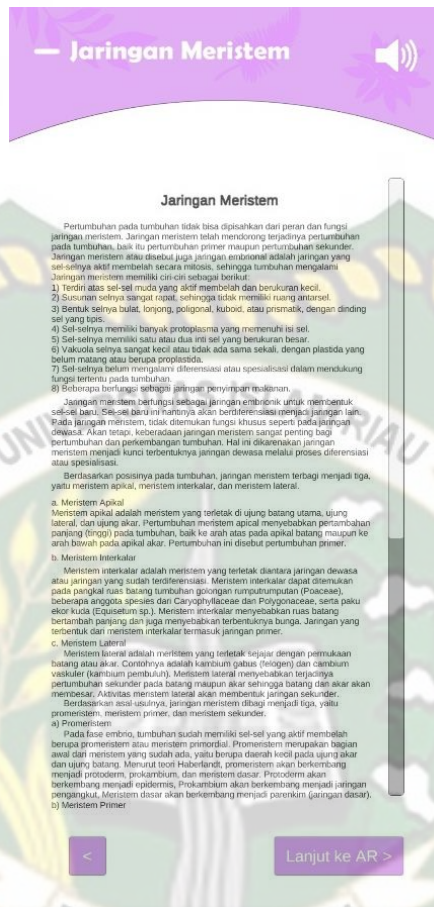 — Jaringan Meristem
Jaringan Meristem
Pertumbuhan pada tumbuhan tidak bisa dipisahkan dari peran dan fungsi
jaringan meristem. Jaringan meristem telah mendorong terjadinya pertumbuhan
pada tumbuhan, baik itu pertumbuhan primer maupun pertumbuhan sekunder.
Jaringan meristem atau disebut juga jaringan embrional adalah jaringan yang
sel-selnya aktif membelah secara mitosis, sehingga tumbuhan mengalami
Jaringan meristem memiliki ciri-ciri sebagai berikut:
1) Terdiri atas sel-sel muda yang aktif membelah dan berukuran kecil.
2) Susunan selnya sangat rapat, sehingga tidak memiliki ruang antarsel.
3) Bentuk selnya bulat, lonjong, poligonal, kuboid, atau prismatik, dengan dinding
sel yang tipis.
4) Sel-selnya memiliki banyak protoplasma yang memenuhi isi sel.
5) Sel-selnya memiliki satu atau dua inti sel yang berukuran besar.
6) Vakuola selnya sangat kecil atau tidak ada sama sekali, dengan plastida yang
belum matang atau berupa proplastida.
7) Sel-selnya belum mengalami diferensiasi atau spesialisasi dalam mendukung
fungsi tertentu pada tumbuhan.
8) Beberapa berfungsi sebagai jaringan penyimpan makanan.
Jaringan meristem berfungsi sebagai jaringan embrionik untuk membentuk
sel-sel baru. Sel-sel baru ini nantinya akan berdiferensiasi menjadi jaringan lain.
Pada jaringan meristem, tidak ditemukan fungsi khusus seperti pada jaringan
dewasa. Akan tetapi, keberadaan jaringan meristem sangat penting bagi
pertumbuhan dan perkembangan tumbuhan. Hal ini dikarenakan jaringan
meristem menjadi kunci terbentuknya jaringan dewasa melalui proses diferensiasi
atau spesialisasi.
Berdasarkan posisinya pada tumbuhan, jaringan meristem terbagi menjadi tiga,
yaitu meristem apikal, meristem interkalar, dan meristem lateral.
a. Meristem Apikal
Meristem apikal adalah meristem yang terletak di ujung batang utama, ujung
lateral, dan ujung akar. Pertumbuhan meristem apical menyebabkan pertambahan
panjang (tinggi) pada tumbuhan, baik ke arah atas pada apikal batang maupun ke
arah bawah pada apikal akar. Pertumbuhan ini disebut pertumbuhan primer.
b. Meristem Interkalar
Meristem interkalar adalah meristem yang terletak diantara jaringan dewasa
atau jaringan yang sudah terdiferensiasi. Meristem interkalar dapat ditemukan
pada pangkal ruas batang tumbuhan golongan rumputrumputan (Poaceae),
beberapa anggota spesies dari Caryophyllaceae dan Polygonaceae, serta paku
ekor kuda (Equisetum sp.). Meristem interkalar menyebabkan ruas batang
bertambah panjang dan juga menyebabkan terbentuknya bunga. Jaringan yang
terbentuk dari meristem interkalar termasuk jaringan primer.
c. Meristem Lateral
Meristem lateral adalah meristem yang terletak sejajar dengan permukaan
batang atau akar. Contohnya adalah kambium gabus (felogen) dan cambium
vaskuler (kambium pembuluh). Meristem lateral menyebabkan terjadinya
pertumbuhan sekunder pada batang maupun akar sehingga batang dan akar akan
membesar. Aktivitas meristem lateral akan membentuk jaringan sekunder.
Berdasarkan asal-usulnya, jaringan meristem dibagi menjadi tiga, yaitu
promeristem, meristem primer, dan meristem sekunder.
a) Promeristem
Pada fase embrio, tumbuhan sudah memiliki sel-sel yang aktif membelah
berupa promeristem atau meristem primordial. Promeristem merupakan bagian
awal dari meristem yang sudah ada, yaitu berupa daerah kecil pada ujung akar
dan ujung batang. Menurut teori Haberlandt, promeristem akan berkembang
menjadi protoderm, prokambium, dan meristem dasar. Protoderm akan
berkembang menjadi epidermis, Prokambium akan berkembang menjadi jaringan
pengangkut, Meristem dasar akan berkembang menjadi parenkim (jaringan dasar).
b) Meristem Primer
<
Lanjut ke AR >